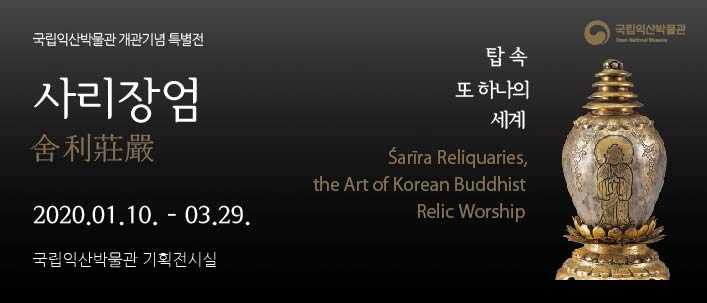 국립익산박물관 개관기념 특별전
사리장엄
舍利莊嚴
2020.01.10. - 03.29.
국립익산박물관 기획전시실
탑 속
또 하나의
세계
Śarīra Reliquaries,
the Art of Korean Buddhist
Relic Worship
국립익산박물관
Iksan National Museum